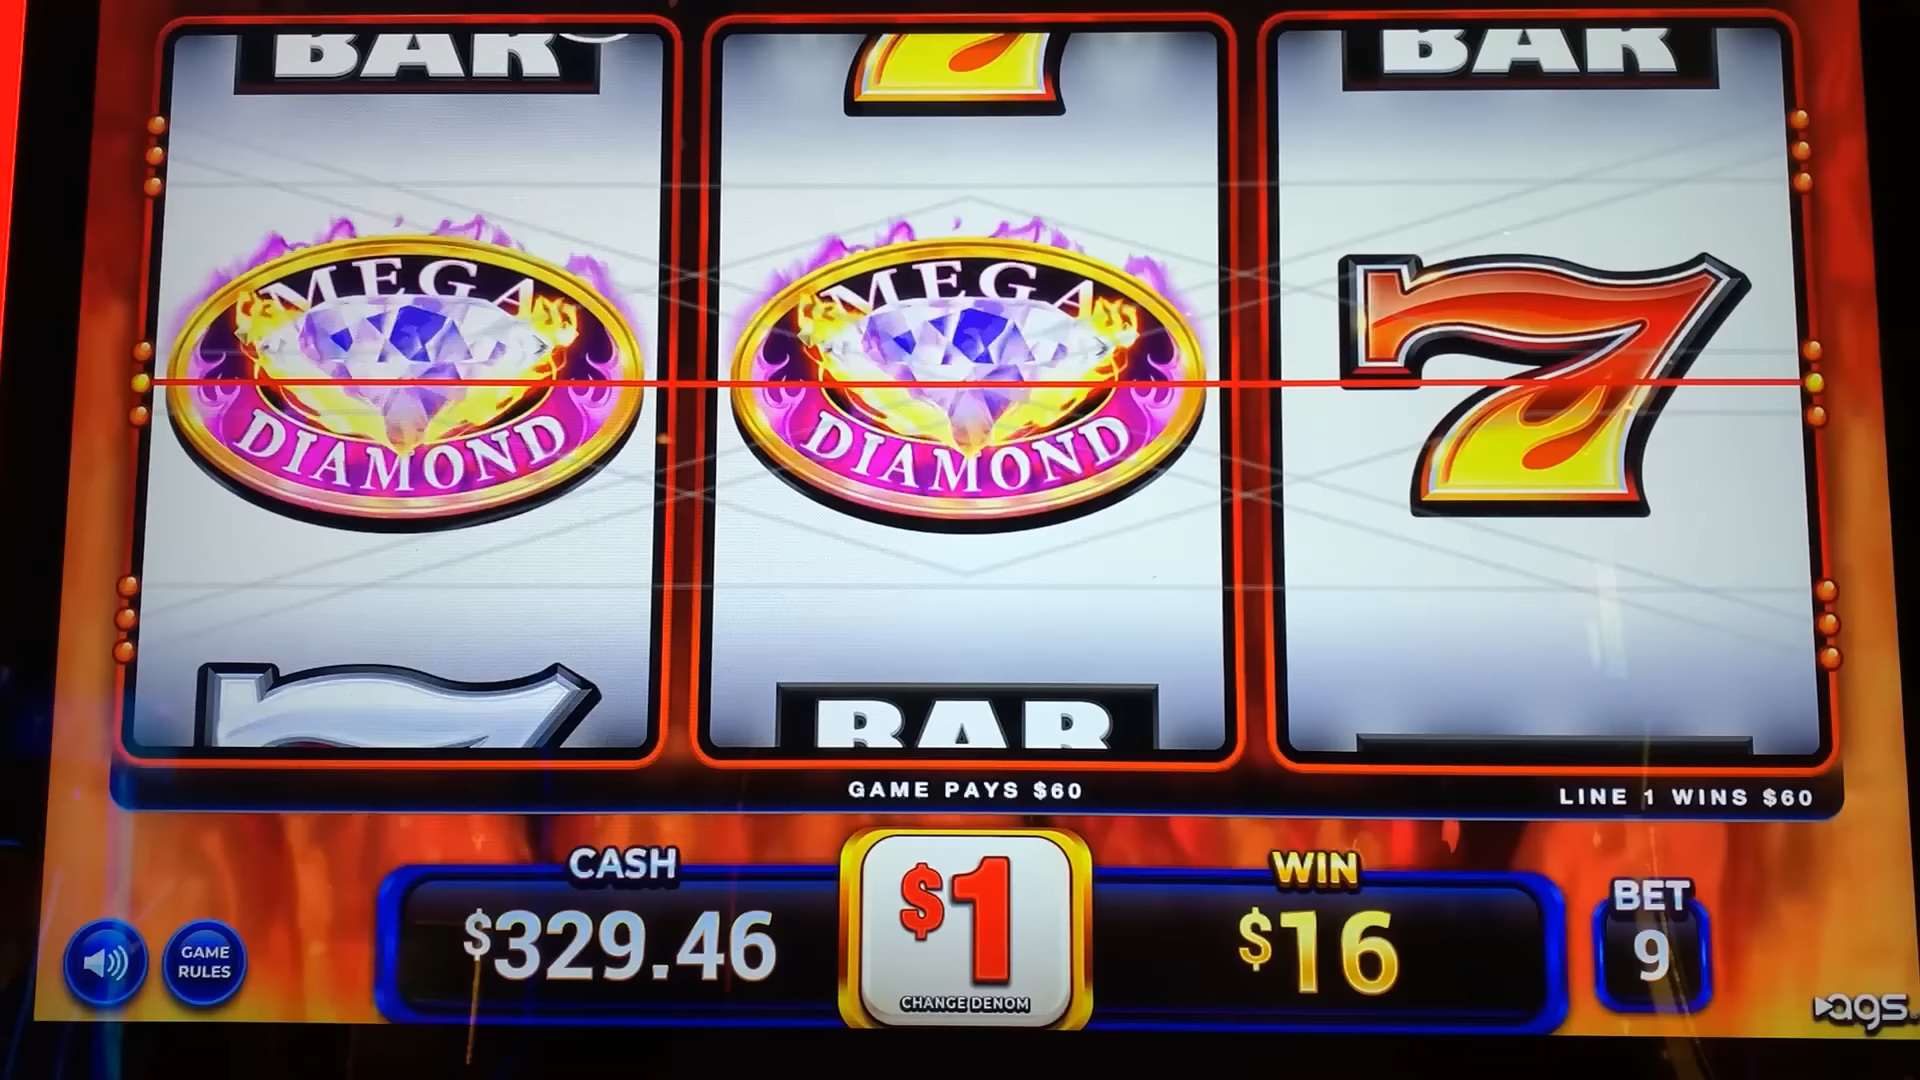 BAR
BAR
MEGA
DIAMOND
MEGA
DIAMOND
7
BAR
GAME PAYS $60
LINE 1 WINS $60
CASH
$329.46
$1
CHANGE DENOM
WIN
$16
BET
9
GAME
RULES
ags